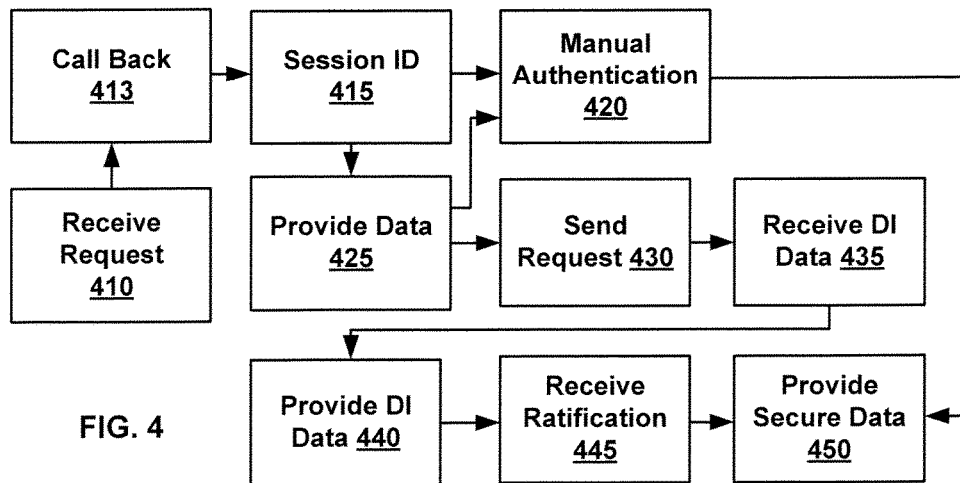 Call Back
413
Session ID
415
Manual
Authentication
420
Receive
Request
410
Provide Data
425
Send
Request 430
Receive DI
Data 435
FIG. 4
Provide DI
Data 440
Receive
Ratification
445
Provide
Secure Data
450